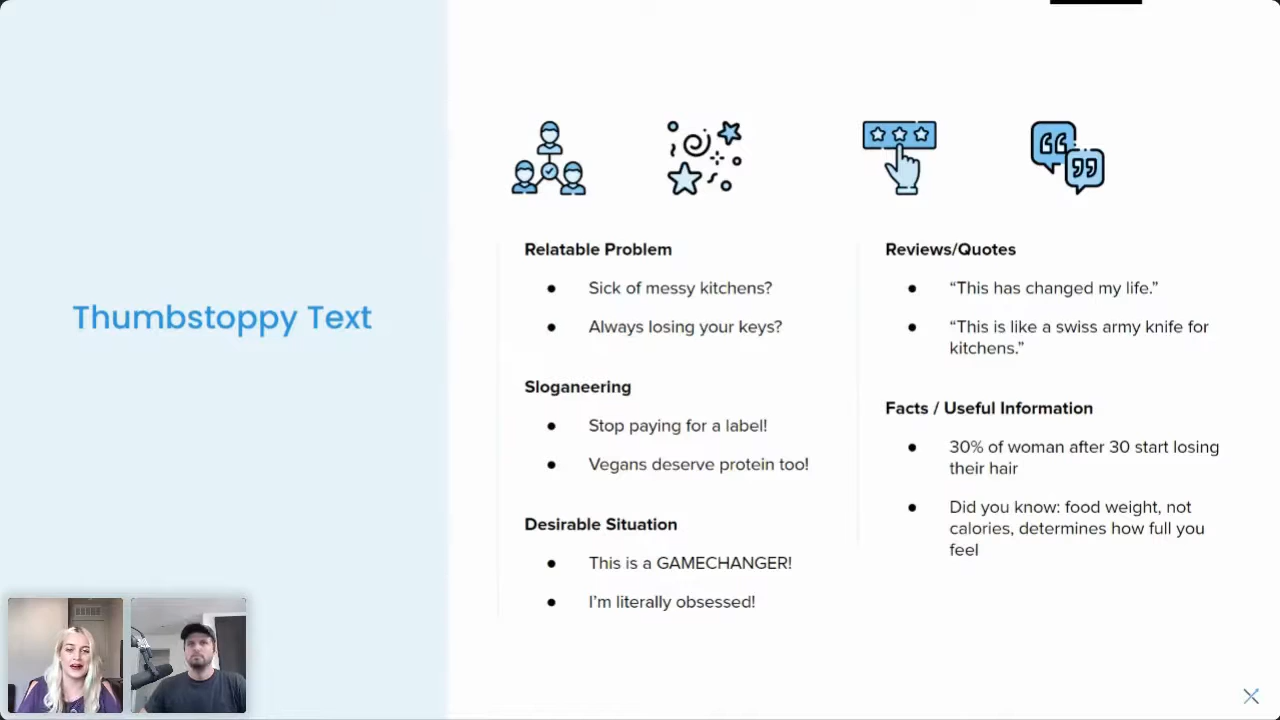 Thumbstoppy Text
Relatable Problem
● Sick of messy kitchens?
● Always losing your keys?
Sloganeering
● Stop paying for a label!
● Vegans deserve protein too!
Desirable Situation
● This is a GAMECHANGER!
● I’m literally obsessed!
Reviews/Quotes
● “This has changed my life.”
● “This is like a swiss army knife for
kitchens.”
Facts / Useful Information
● 30% of woman after 30 start losing
their hair
● Did you know: food weight, not
calories, determines how full you
feel